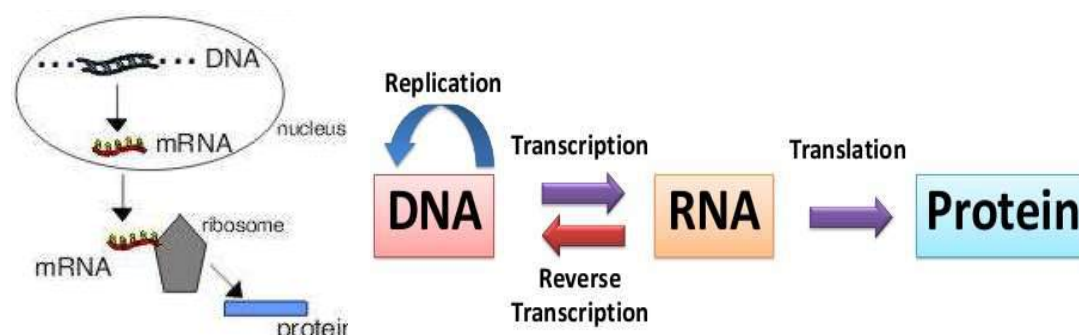 DNA
mRNA
nucleus
ribosome
mRNA
protein
Replication
Transcription
Translation
DNA
RNA
Protein
Reverse
Transcription